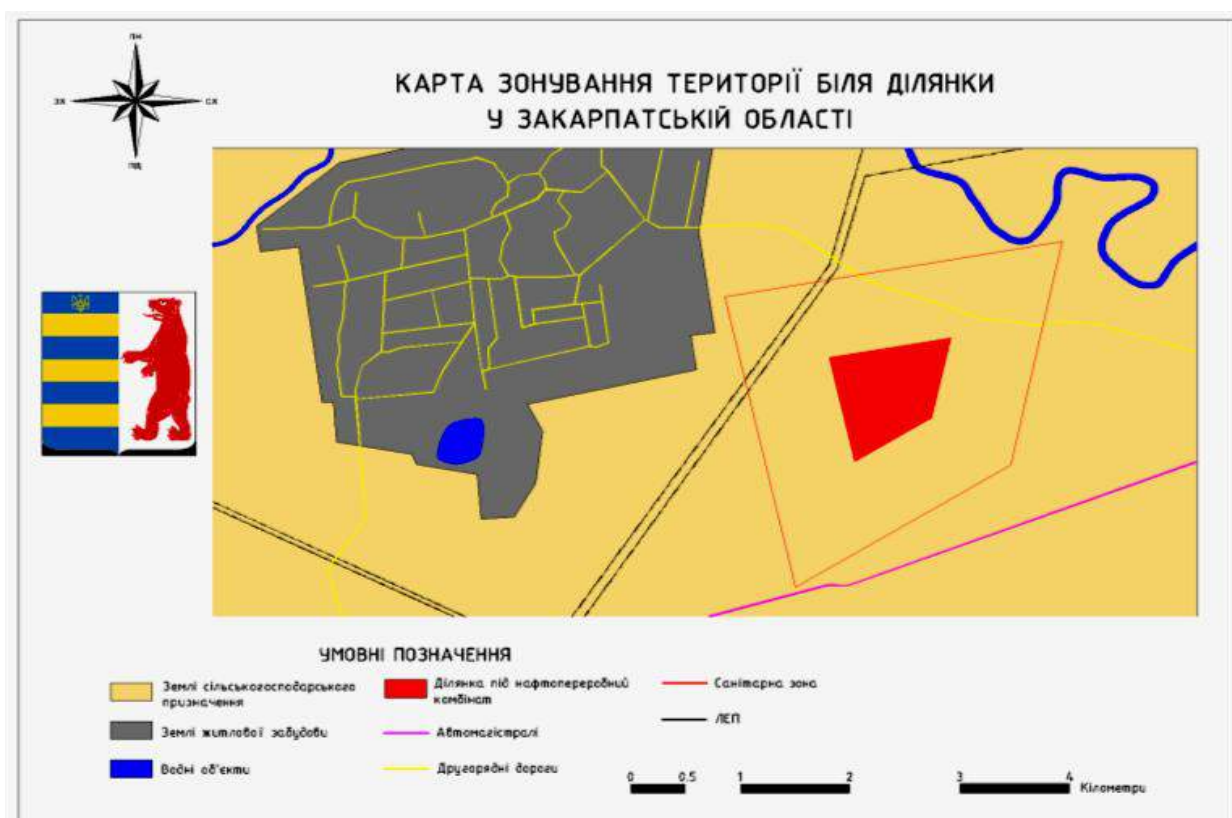 ПН
ЗХ
СХ
ПД
КАРТА ЗОНУВАННЯ ТЕРИТОРІЇ БІЛЯ ДІЛЯНКИ
У ЗАКАРПАТСЬКІЙ ОБЛАСТІ
УМОВНІ ПОЗНАЧЕННЯ
Землі сільськогосподарського
призначення
Землі житлової забудови
Водні об'єкти
Ділянка під нафтопереробний
комбінат
Автомагістралі
Другорядні дороги
Санітарна зона
ЛЕП
0 0.5 1 2 3 4
Кілометри